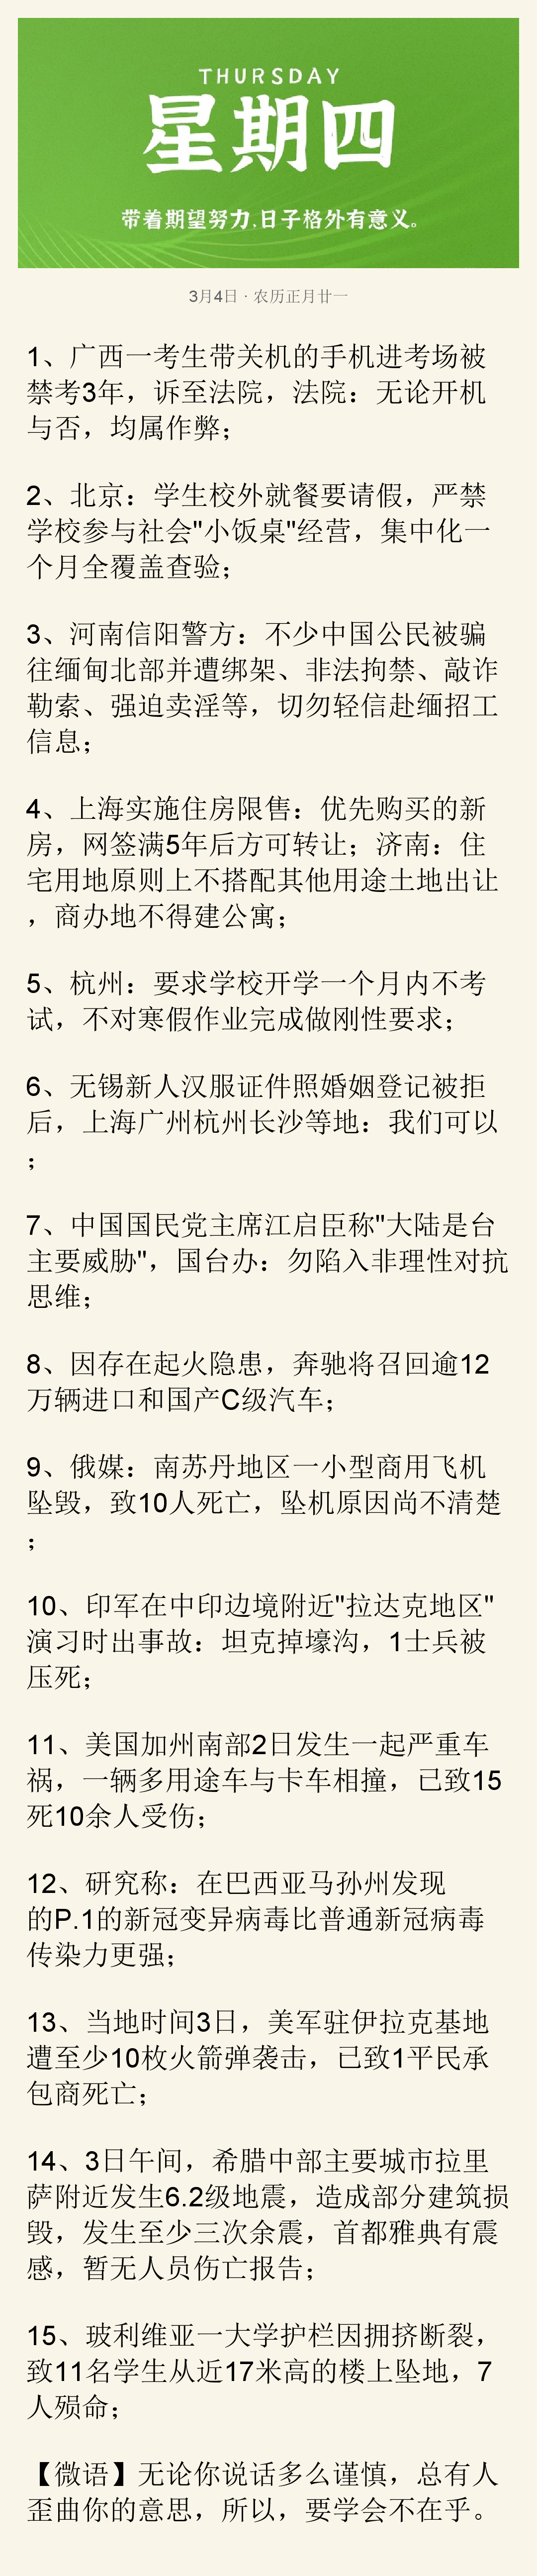 THURSDAY
星期四
带着期望努力,日子格外有意义。
3月4日 · 农历正月廿一
1、广西一考生带关机的手机进考场被
禁考3年，诉至法院，法院：无论开机
与否，均属作弊；
2、北京：学生校外就餐要请假，严禁
学校参与社会"小饭桌"经营，集中化一
个月全覆盖查验；
3、河南信阳警方：不少中国公民被骗
往缅甸北部并遭绑架、非法拘禁、敲诈
勒索、强迫卖淫等，切勿轻信赴缅招工
信息；
4、上海实施住房限售：优先购买的新
房，网签满5年后方可转让；济南：住
宅用地原则上不搭配其他用途土地出让
，商办地不得建公寓；
5、杭州：要求学校开学一个月内不考
试，不对寒假作业完成做刚性要求；
6、无锡新人汉服证件照婚姻登记被拒
后，上海广州杭州长沙等地：我们可以
；
7、中国国民党主席江启臣称"大陆是台
主要威胁"，国台办：勿陷入非理性对抗
思维；
8、因存在起火隐患，奔驰将召回逾12
万辆进口和国产C级汽车；
9、俄媒：南苏丹地区一小型商用飞机
坠毁，致10人死亡，坠机原因尚不清楚
；
10、印军在中印边境附近"拉达克地区"
演习时出事故：坦克掉壕沟，1士兵被
压死；
11、美国加州南部2日发生一起严重车
祸，一辆多用途车与卡车相撞，已致15
死10余人受伤；
12、研究称：在巴西亚马孙州发现
的P.1的新冠变异病毒比普通新冠病毒
传染力更强；
13、当地时间3日，美军驻伊拉克基地
遭至少10枚火箭弹袭击，已致1平民承
包商死亡；
14、3日午间，希腊中部主要城市拉里
萨附近发生6.2级地震，造成部分建筑损
毁，发生至少三次余震，首都雅典有震
感，暂无人员伤亡报告；
15、玻利维亚一大学护栏因拥挤断裂，
致11名学生从近17米高的楼上坠地，7
人殒命；
【微语】无论你说话多么谨慎，总有人
歪曲你的意思，所以，要学会不在乎。